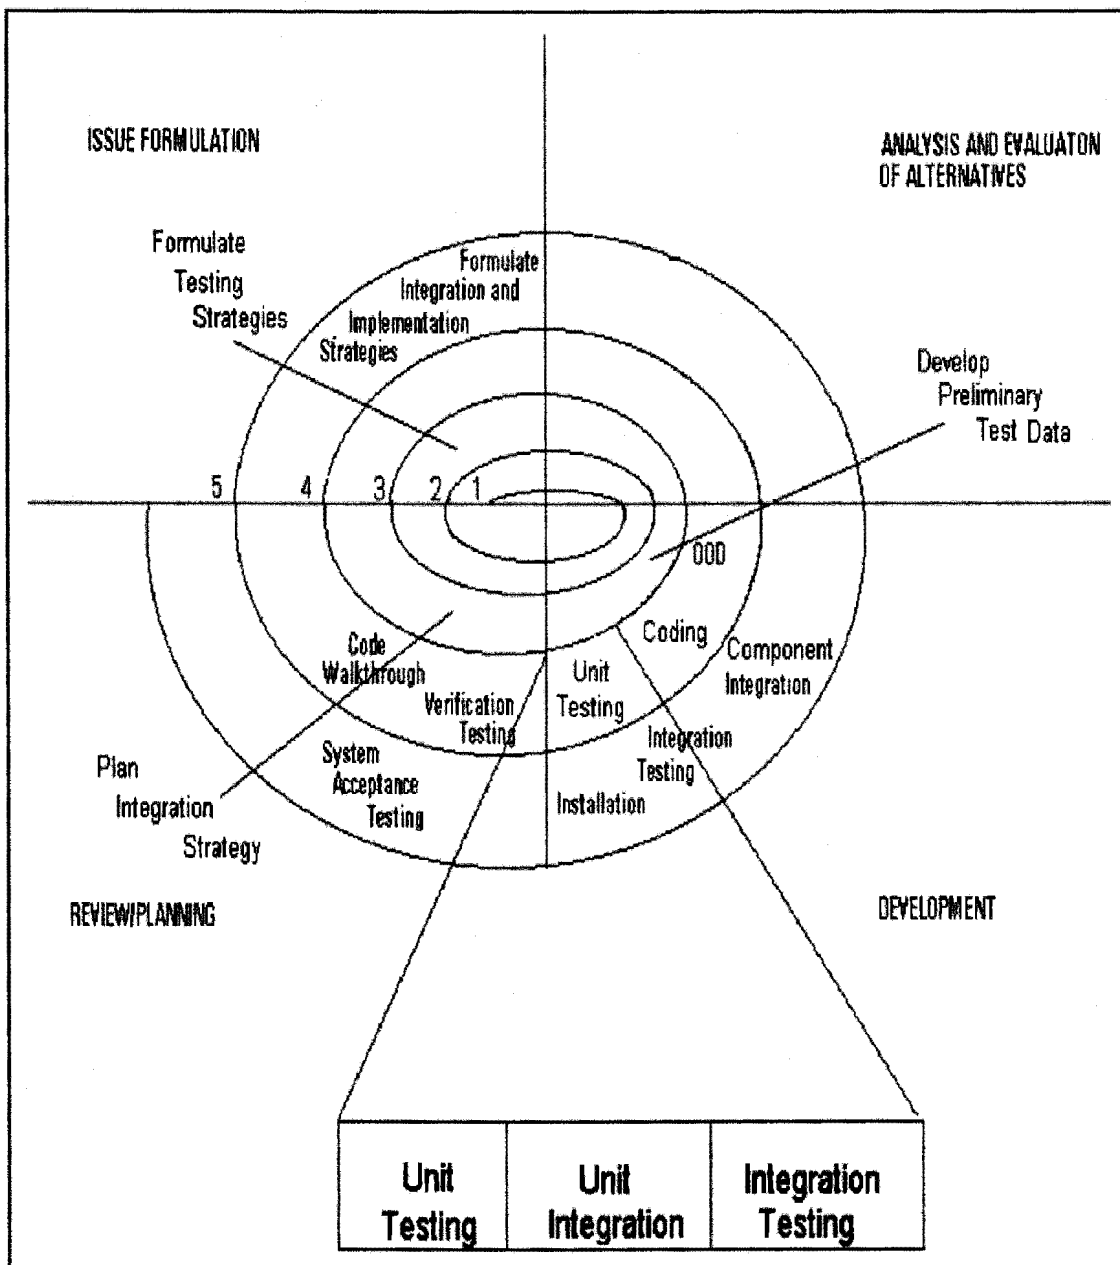 ISSUE FORMULATION
ANALYSIS AND EVALUATON
OF ALTERNATIVES
Formulate
Testing
Strategies
Formulate
Integration and
Implementation
Strategies
Develop
Preliminary
Test Data
5 4 3 2 1
OOD
Coding
Component
Integration
Unit
Testing
Code
Walkthrough
Verification
Testing
Integration
Testing
Installation
System
Acceptance
Testing
Plan
Integration
Strategy
REVIEW/PLANNING
DEVELOPMENT
Unit
Testing
Unit
Integration
Integration
Testing